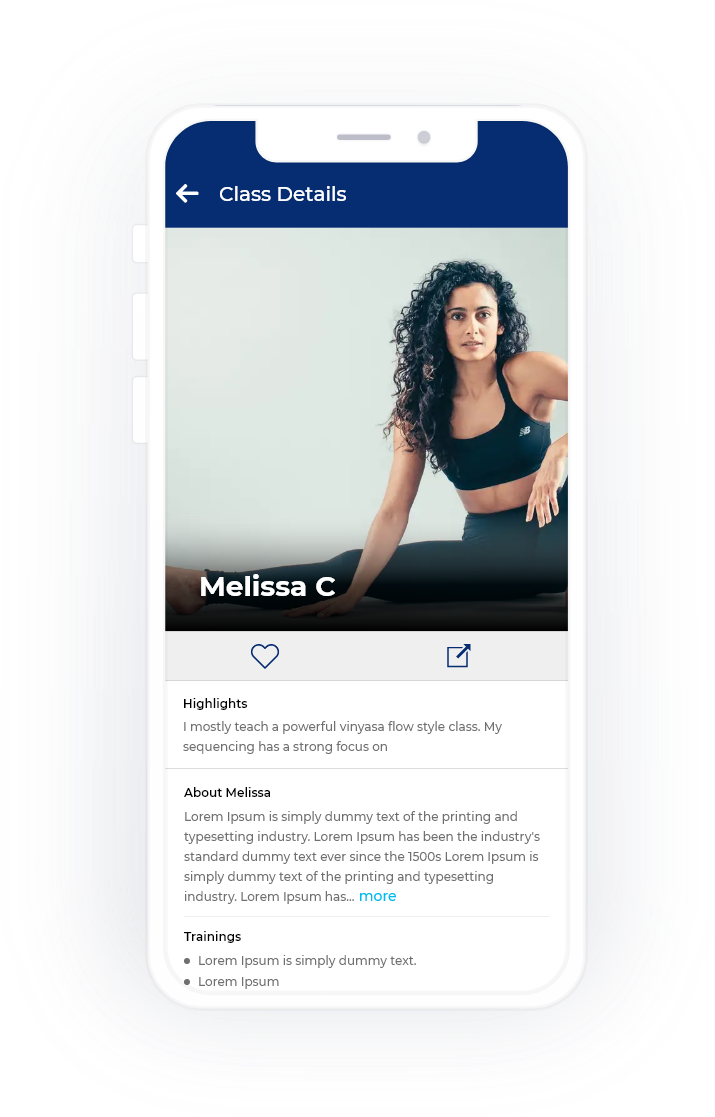 Class Details
NB
Melissa C
Highlights
I mostly teach a powerful vinyasa flow style class. My
sequencing has a strong focus on
About Melissa
Lorem Ipsum is simply dummy text of the printing and
typesetting industry. Lorem Ipsum has been the industry's
standard dummy text ever since the 1500s Lorem Ipsum is
simply dummy text of the printing and typesetting
industry. Lorem Ipsum has... more
Trainings
Lorem Ipsum is simply dummy text.
Lorem Ipsum